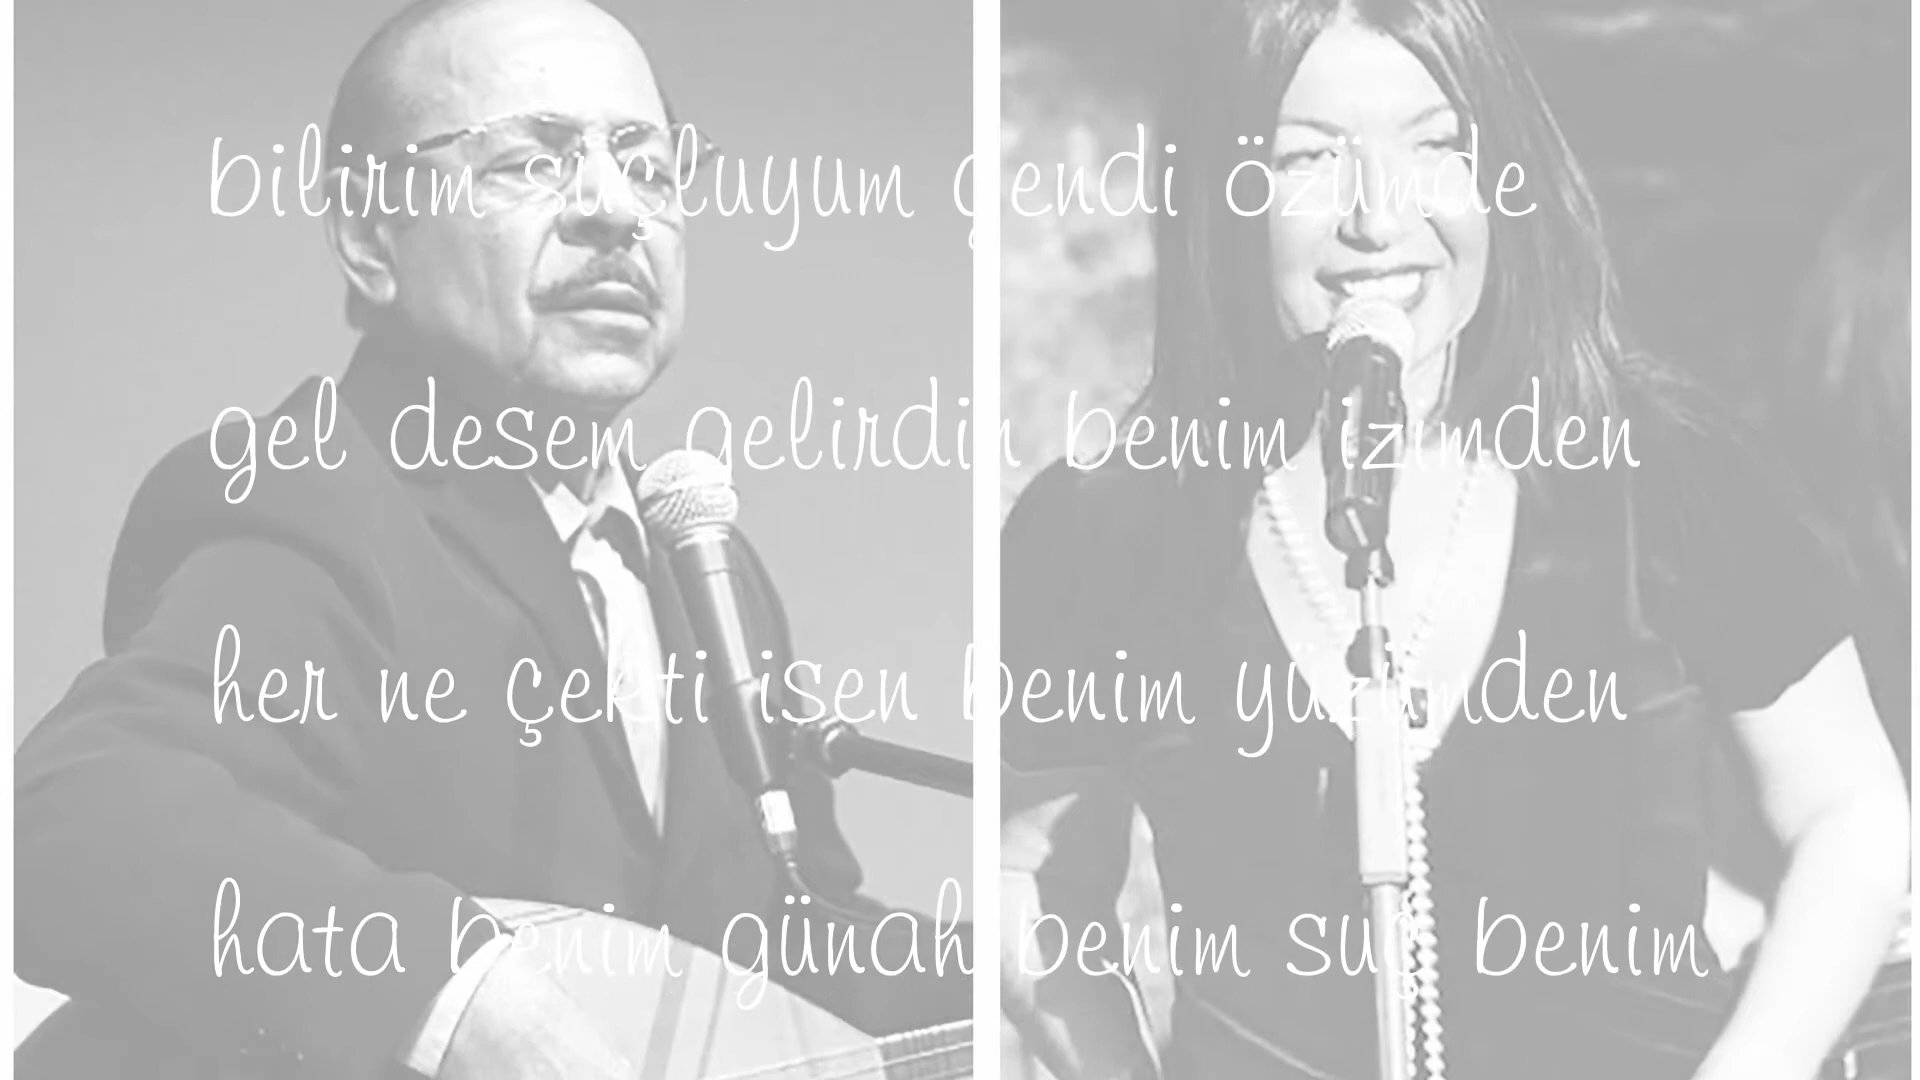 bilirim suçluyum gendi özümde
gel desem gelirdin benim izimden
her ne çekti isen benim yüzümden
hata benim günah benim suç benim